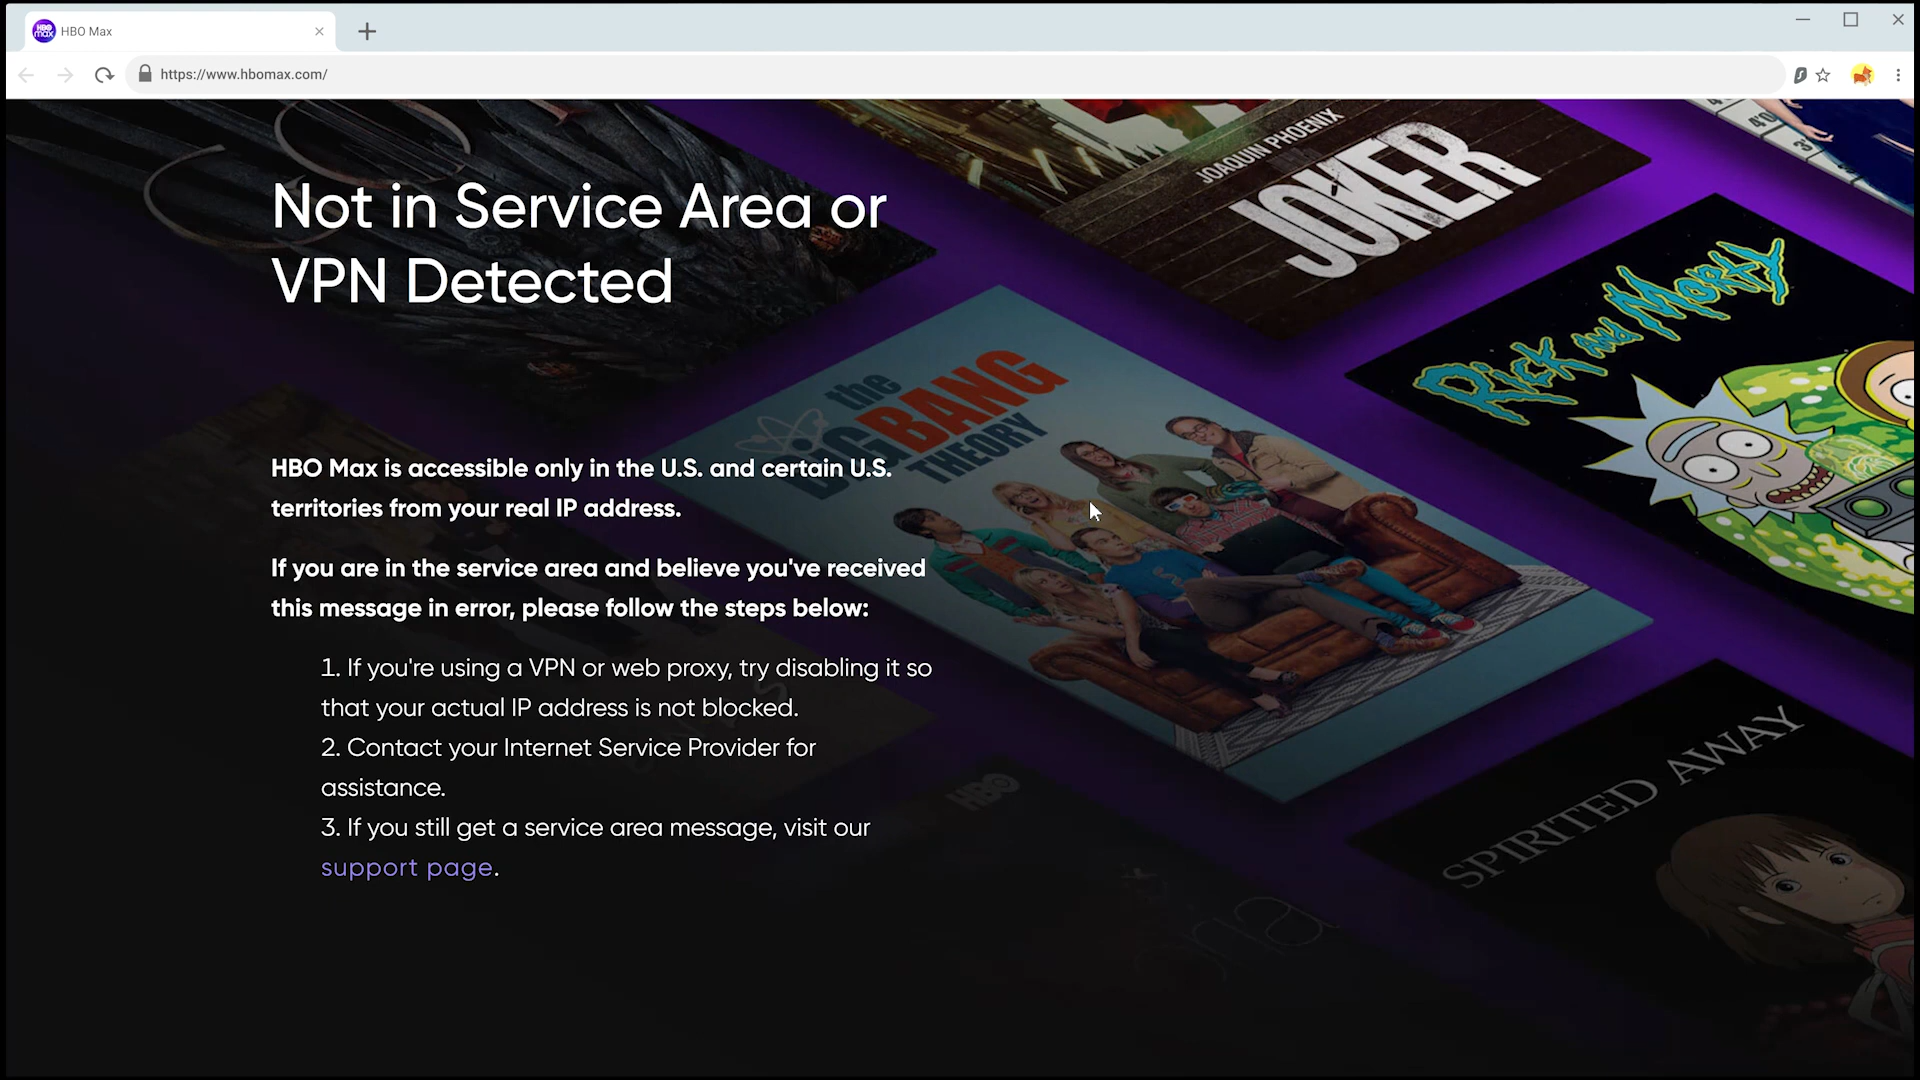 HBO Max
https://www.hbomax.com/
JOAQUIN PHOENIX
JOKER
4'0
3'
Not in Service Area or
VPN Detected
Rick and Morty
the
BIG BANG
THEORY
HBO Max is accessible only in the U.S. and certain U.S.
territories from your real IP address.
If you are in the service area and believe you've received
this message in error, please follow the steps below:
1. If you're using a VPN or web proxy, try disabling it so
that your actual IP address is not blocked.
2. Contact your Internet Service Provider for
assistance.
3. If you still get a service area message, visit our
support page.
SPIRITED AWAY
HBO